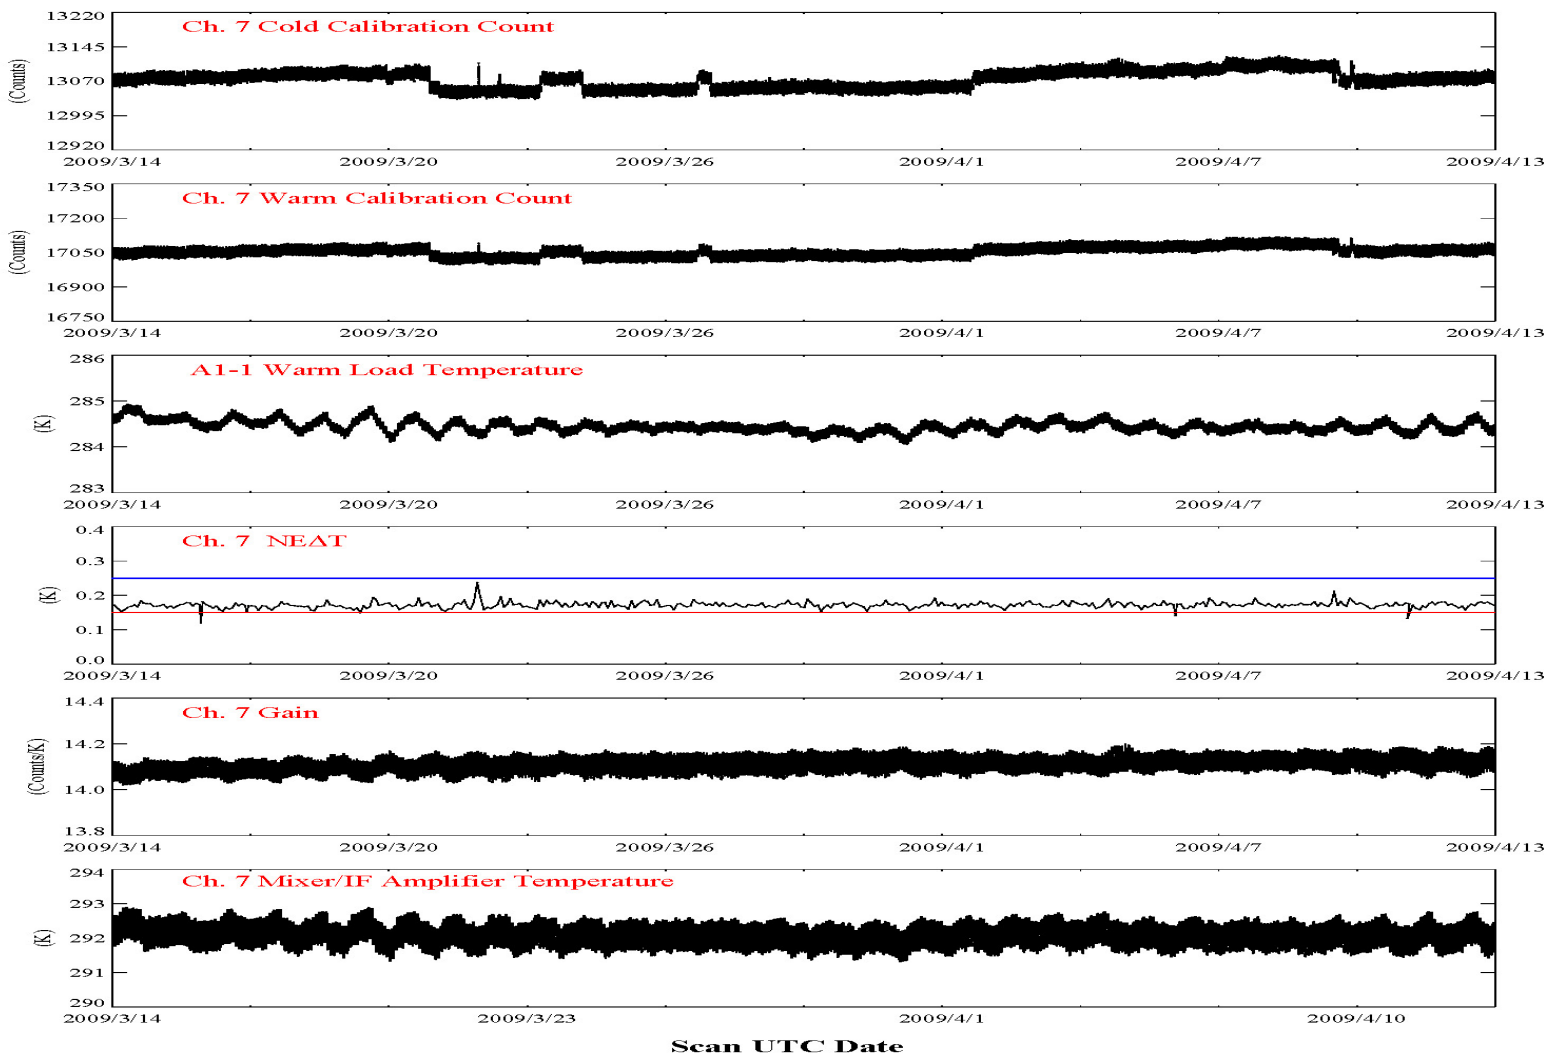 13220
Ch. 7 Cold Calibration Count
13145
13070
(Counts)
12995
12920
2009/3/14 2009/3/20 2009/3/26 2009/4/1 2009/4/7 2009/4/13
17350
Ch. 7 Warm Calibration Count
17200
17050
(Counts)
16900
16750
2009/3/14 2009/3/20 2009/3/26 2009/4/1 2009/4/7 2009/4/13
286
A1-1 Warm Load Temperature
285
(K)
284
283
2009/3/14 2009/3/20 2009/3/26 2009/4/1 2009/4/7 2009/4/13
0.4
Ch. 7 NEΔT
0.3
0.2
(K)
0.1
0.0
2009/3/14 2009/3/20 2009/3/26 2009/4/1 2009/4/7 2009/4/13
14.4
Ch. 7 Gain
14.2
(Counts/K)
14.0
13.8
2009/3/14 2009/3/20 2009/3/26 2009/4/1 2009/4/7 2009/4/13
294
Ch. 7 Mixer/IF Amplifier Temperature
293
292
(K)
291
290
2009/3/14 2009/3/23 2009/4/1 2009/4/10
Scan UTC Date